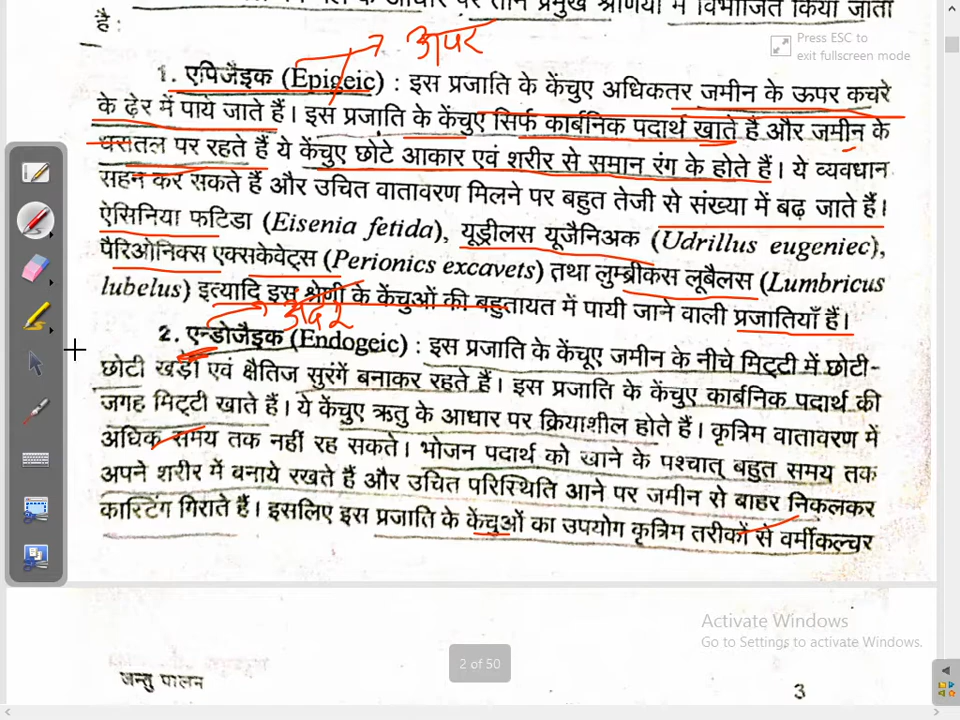 के आधार पर तीन प्रमुख श्रेणियों में विभाजित किया जाता
है :
Press ESC to
exit fullscreen mode
ऊपर
1. एपिजैइक (Epigeic) : इस प्रजाति के केंचुए अधिकतर जमीन के ऊपर कचरे
के ढ़ेर में पाये जाते हैं। इस प्रजाति के केंचुए सिर्फ कार्बनिक पदार्थ खाते है और जमीन के
धरातल पर रहते हैं ये केंचुए छोटे आकार एवं शरीर से समान रंग के होते हैं। ये व्यवधान
सहन कर सकते हैं और उचित वातावरण मिलने पर बहुत तेजी से संख्या में बढ़ जाते हैं।
ऐसिनिया फटिडा (Eisenia fetida), यूड्रीलस यूजैनिअक (Udrillus eugeniec),
पैरिओनिक्स एक्सकेवेट्स (Perionics excavets) तथा लुम्ब्रीकस लूबैलस (Lumbricus
lubelus) इत्यादि इस श्रेणी के केंचुओं की बहुतायत में पायी जाने वाली प्रजातियाँ हैं।
अंदर
2. एन्डोजैइक (Endogeic) : इस प्रजाति के केंचूए जमीन के नीचे मिट्टी में छोटी-
छोटी खड़ी एवं क्षैतिज सुरंगें बनाकर रहते हैं। इस प्रजाति के केंचुए कार्बनिक पदार्थ की
जगह मिट्टी खाते हैं। ये केंचुए ऋतु के आधार पर क्रियाशील होते हैं। कृत्रिम वातावरण में
अधिक समय तक नहीं रह सकते। भोजन पदार्थ को खाने के पश्चात् बहुत समय तक
अपने शरीर में बनाये रखते हैं और उचित परिस्थिति आने पर जमीन से बाहर निकलकर
कास्टिंग गिराते हैं। इसलिए इस प्रजाति के केंचुओं का उपयोग कृत्रिम तरीकों से वर्मीकल्चर
Activate Windows
Go to Settings to activate Windows.
2 of 50
जन्तु पालन
3